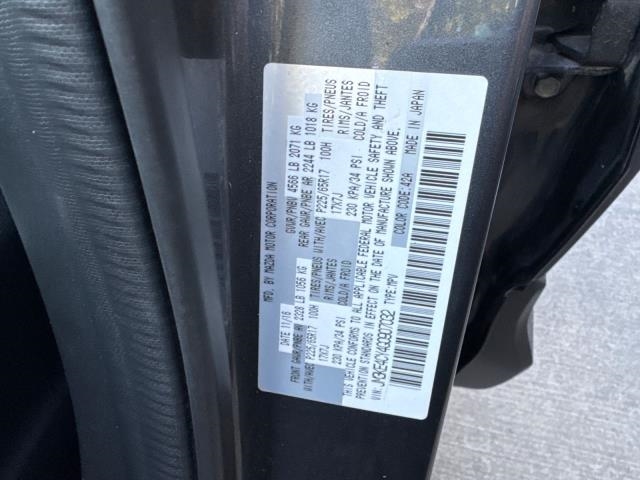 MFD. BY MAZDA MOTOR CORPORATION
DATE: 11/16 GVWR/PNBV 4566 LB 2071 KG
FRONT GAWR/PNBE AV 2328 LB 1056 KG REAR GAWR/PNBE AR 2244 LB 1018 KG
WITH/AVEC P225/65R17 100H TIRES/PNEUS WITH/AVEC P225/65R17 100H TIRES/PNEUS
17X7J RIMS/JANTES 17X7J RIMS/JANTES
230 KPA/34 PSI COLD/A FROID 230 KPA/34 PSI. COLD/A FROID
THIS VEHICLE CONFORMS TO ALL APPLICABLE FEDERAL MOTOR VEHICLE SAFETY AND THEFT
PREVENTION STANDARDS IN EFFECT ON THE DATE OF MANUFACTURE SHOWN ABOVE.
VIN: TYPE:MPV COLOR CODE:42A MADE IN JAPAN